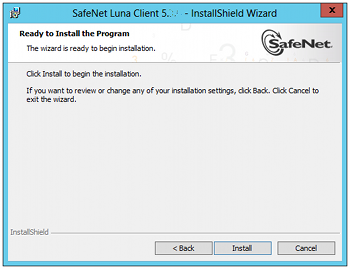 SafeNet Luna Client 5. - InstallShield Wizard
Ready to Install the Program
The wizard is ready to begin installation.
SafeNet.
Click Install to begin the installation.
If you want to review or change any of your installation settings, click Back. Click Cancel to
exit the wizard.
InstallShield
< Back
Install
Cancel